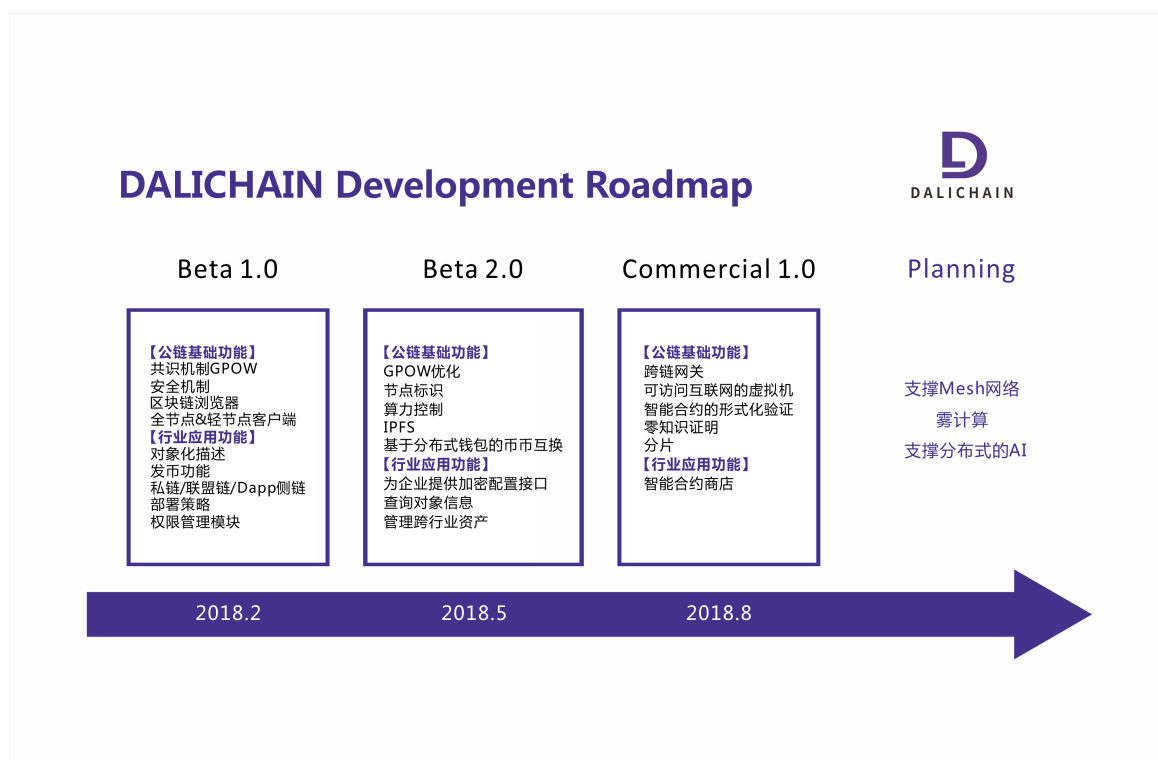 DALICHAIN Development Roadmap
DALICHAIN
Beta 1.0
【公链基础功能】
共识机制GPOW
安全机制
区块链浏览器
全节点&轻节点客户端
【行业应用功能】
对象化描述
发币功能
私链/联盟链/Dapp侧链
部署策略
权限管理模块
Beta 2.0
【公链基础功能】
GPOW优化
节点标识
算力控制
IPFS
基于分布式钱包的币币互换
【行业应用功能】
为企业提供加密配置接口
查询对象信息
管理跨行业资产
Commercial 1.0
【公链基础功能】
跨链网关
可访问互联网的虚拟机
智能合约的形式化验证
零知识证明
分片
【行业应用功能】
智能合约商店
Planning
支撑Mesh网络
雾计算
支撑分布式的AI
2018.2
2018.5
2018.8